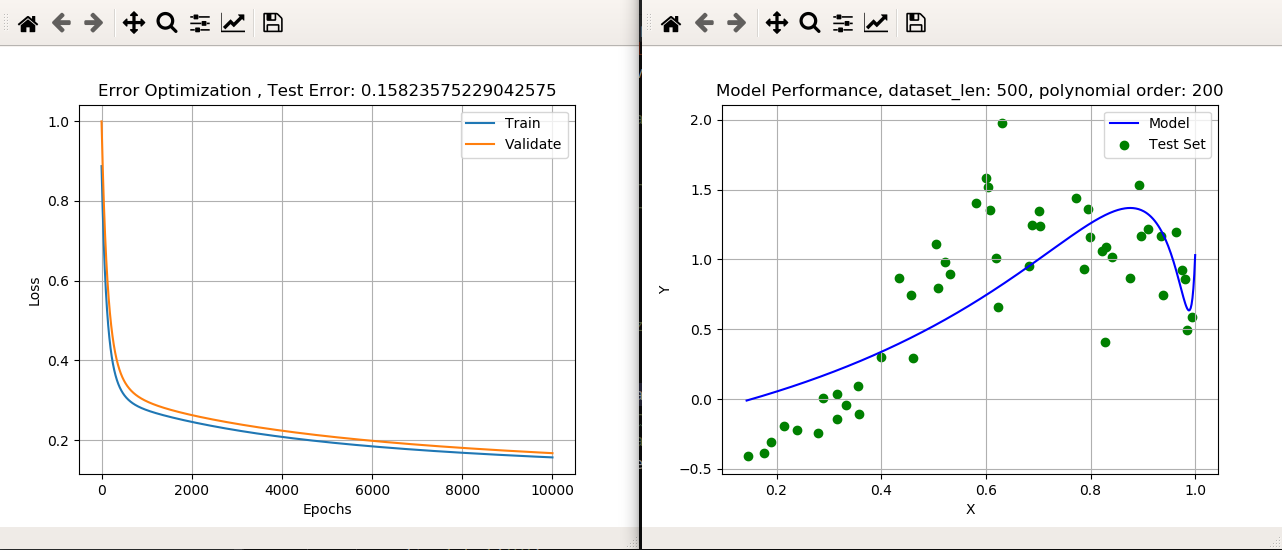 Error Optimization , Test Error: 0.15823575229042575
Train
Validate
1.0
0.8
0.6
0.4
0.2
Loss
0
2000
4000
6000
8000
10000
Epochs
Model Performance, dataset_len: 500, polynomial order: 200
Model
Test Set
2.0
1.5
1.0
0.5
0.0
−0.5
Y
0.2
0.4
0.6
0.8
1.0
X